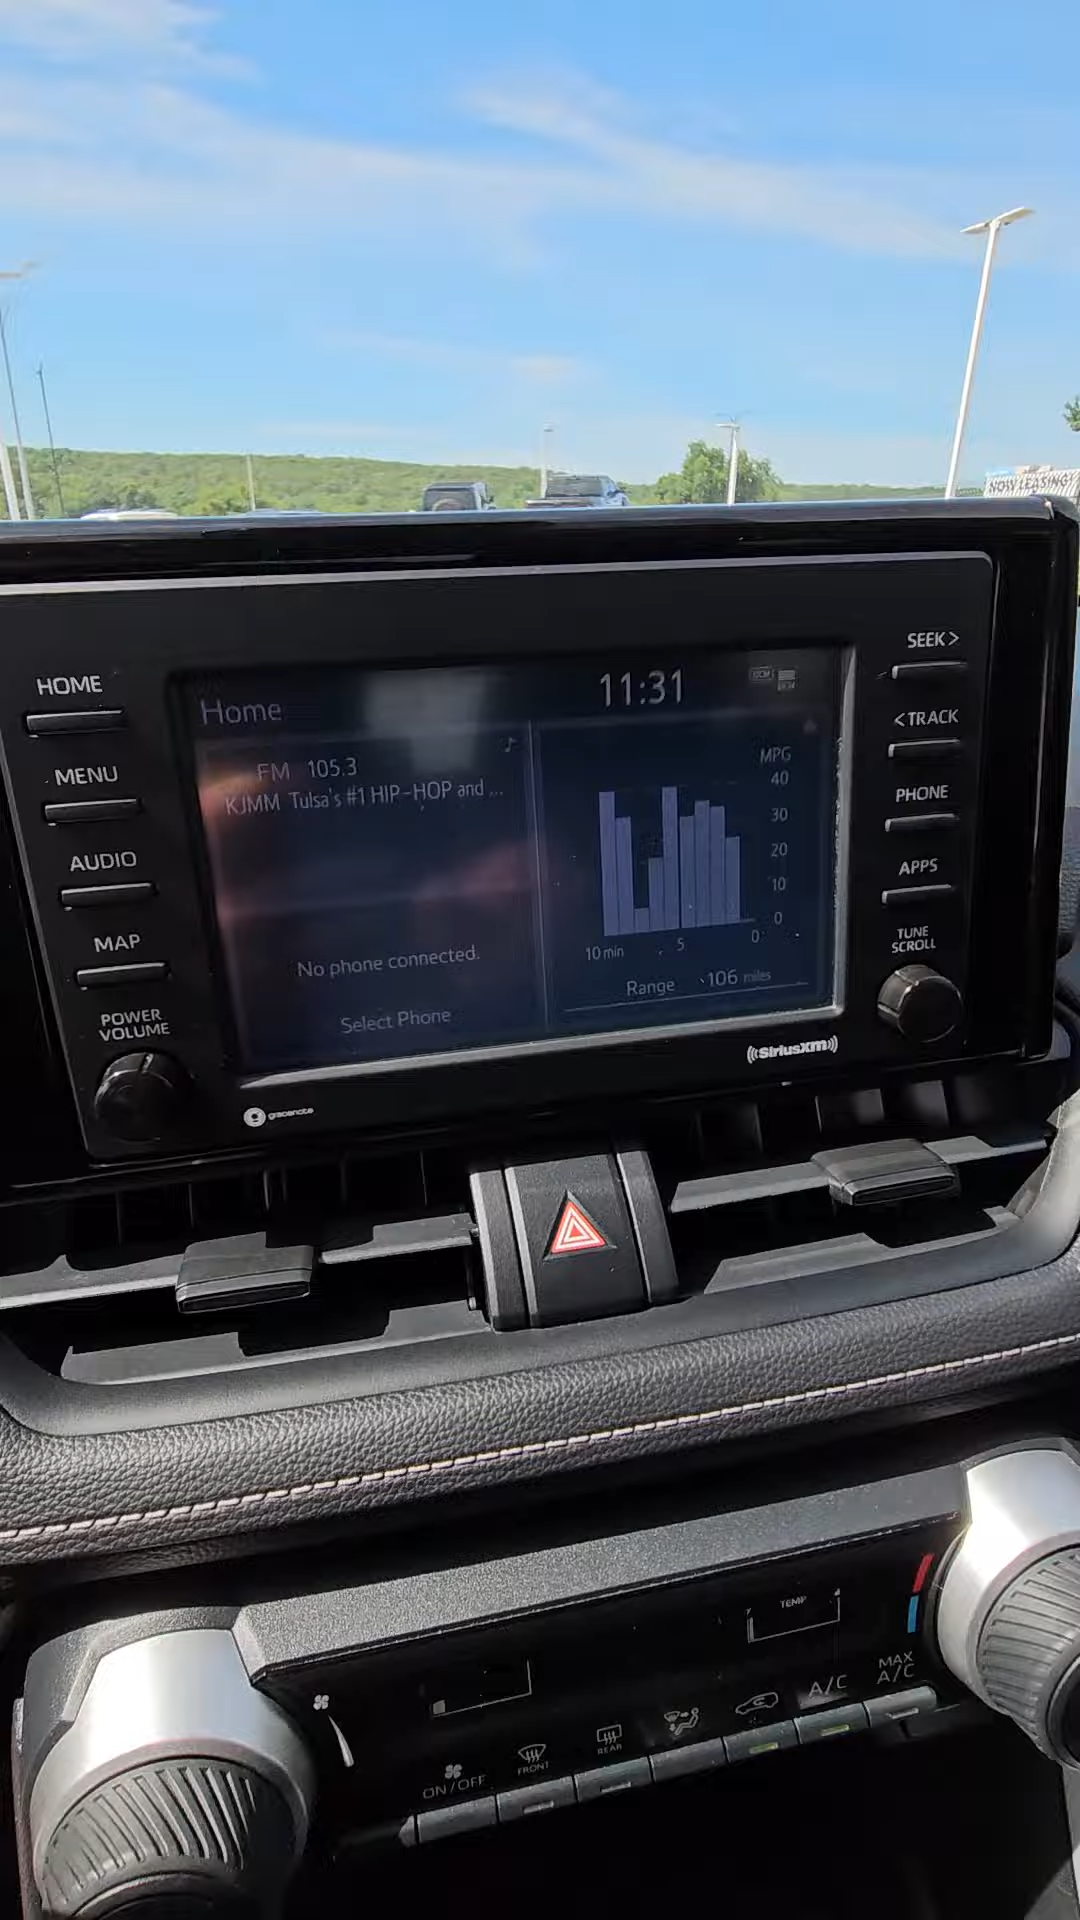 NOW LEASING!
HOME
MENU
AUDIO
MAP
POWER
VOLUME
Home
11:31
FM 105.3
KJMM Tulsa's #1 HIP-HOP and ...
No phone connected.
Select Phone
MPG
40
30
20
10
0
10 min 5 0
Range 106 miles
SEEK>
<TRACK
PHONE
APPS
TUNE
SCROLL
((SiriusXM))
gracenote
TEMP
ON/OFF
FRONT
REAR
A/C
MAX
A/C